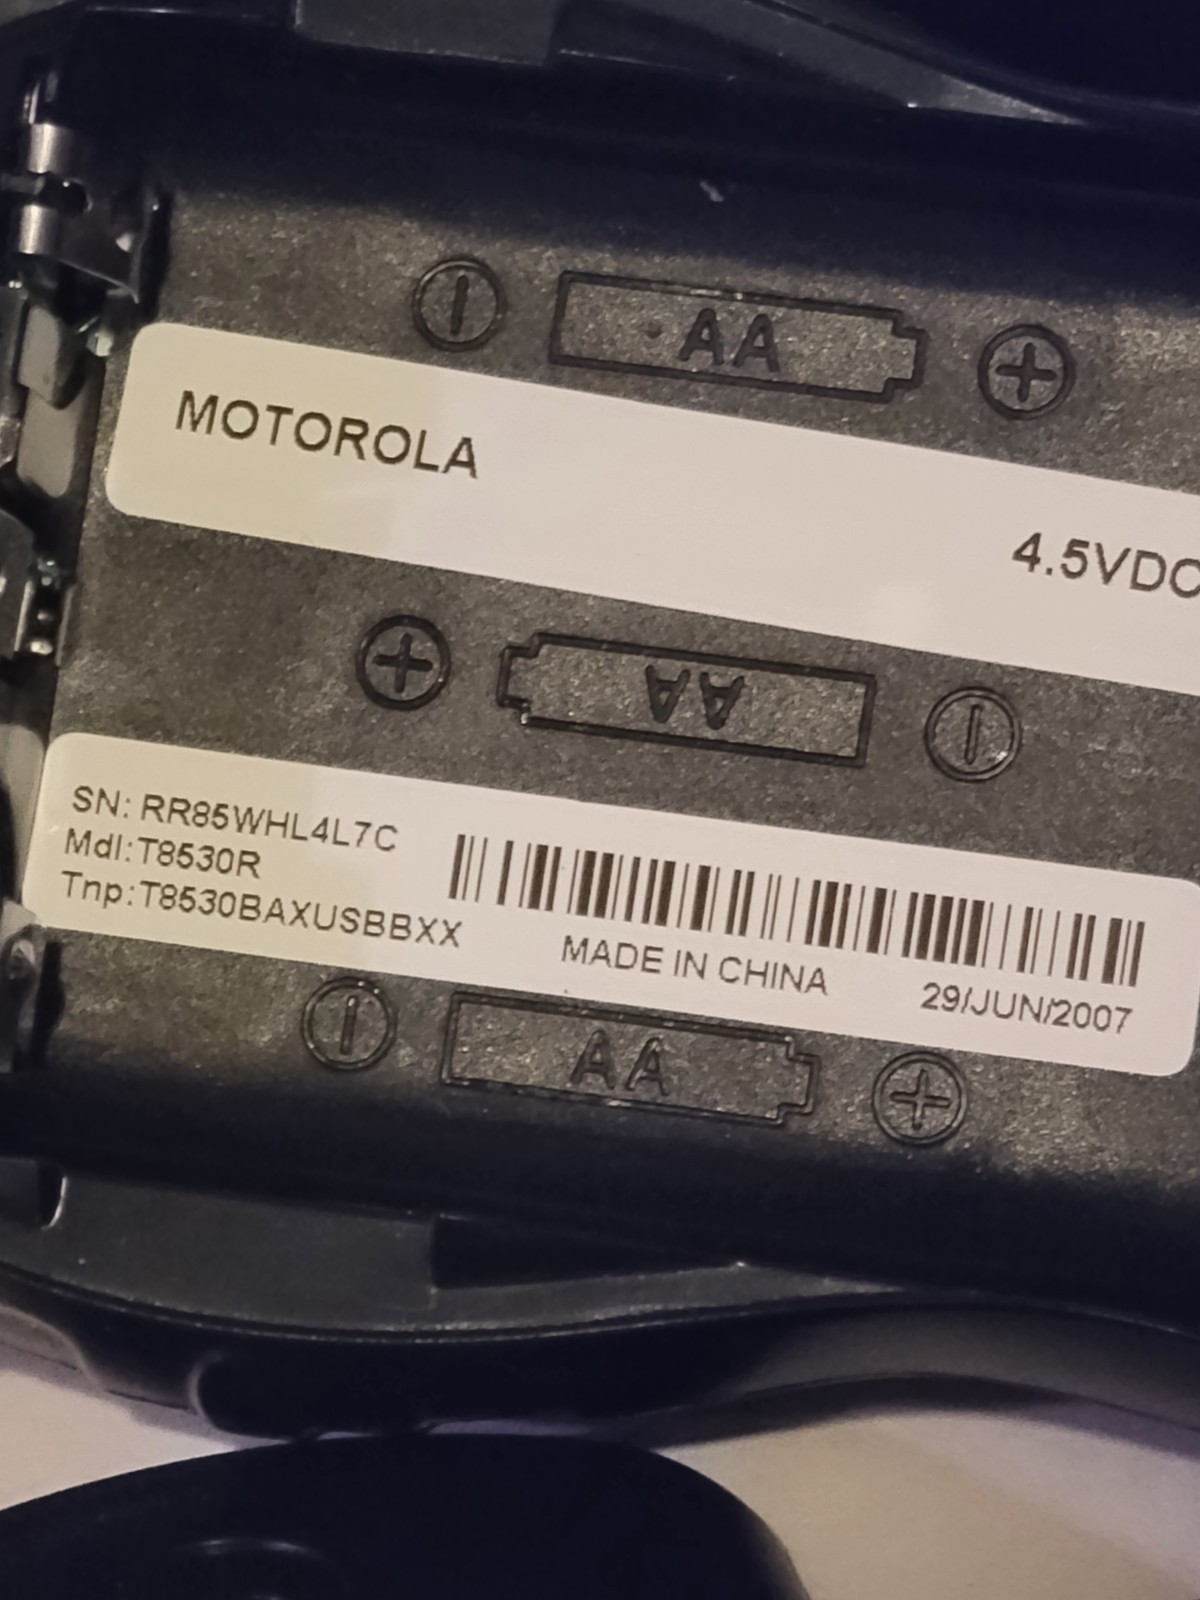 AA
MOTOROLA
4.5VDC
AA
SN: RR85WHL4L7C
Mdl:T8530R
Tnp:T8530BAXUSBBXX
MADE IN CHINA
29/JUN/2007
AA